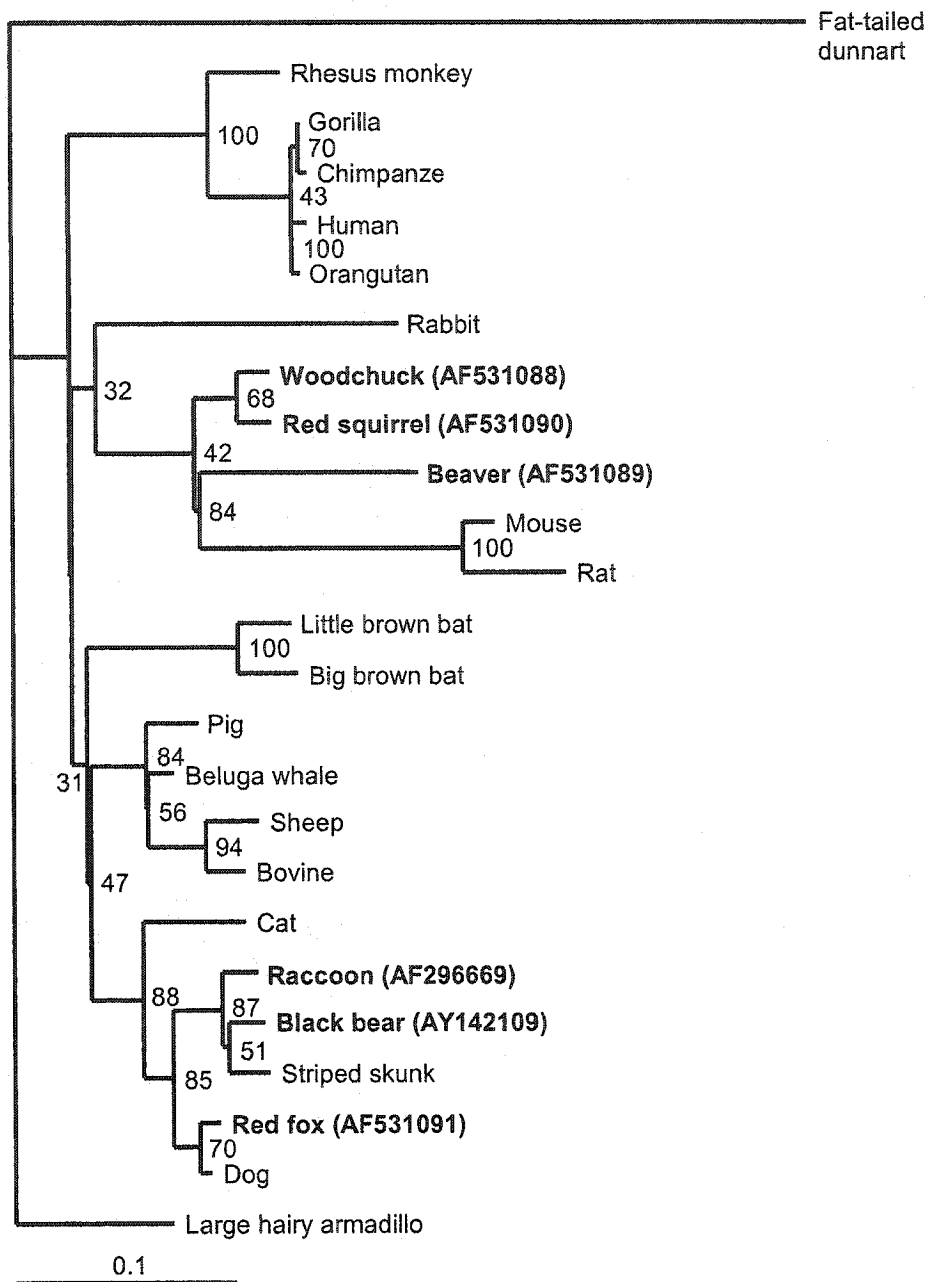 Fat-tailed
dunnart
Rhesus monkey
Gorilla
100
70
Chimpanze
43
Human
100
Orangutan
Rabbit
Woodchuck (AF531088)
32
68
Red squirrel (AF531090)
42
Beaver (AF531089)
84
Mouse
100
Rat
Little brown bat
100
Big brown bat
Pig
84
31
Beluga whale
56
Sheep
94
Bovine
47
Cat
Raccoon (AF296669)
88
87
Black bear (AY142109)
51
Striped skunk
85
Red fox (AF531091)
70
Dog
Large hairy armadillo
0.1